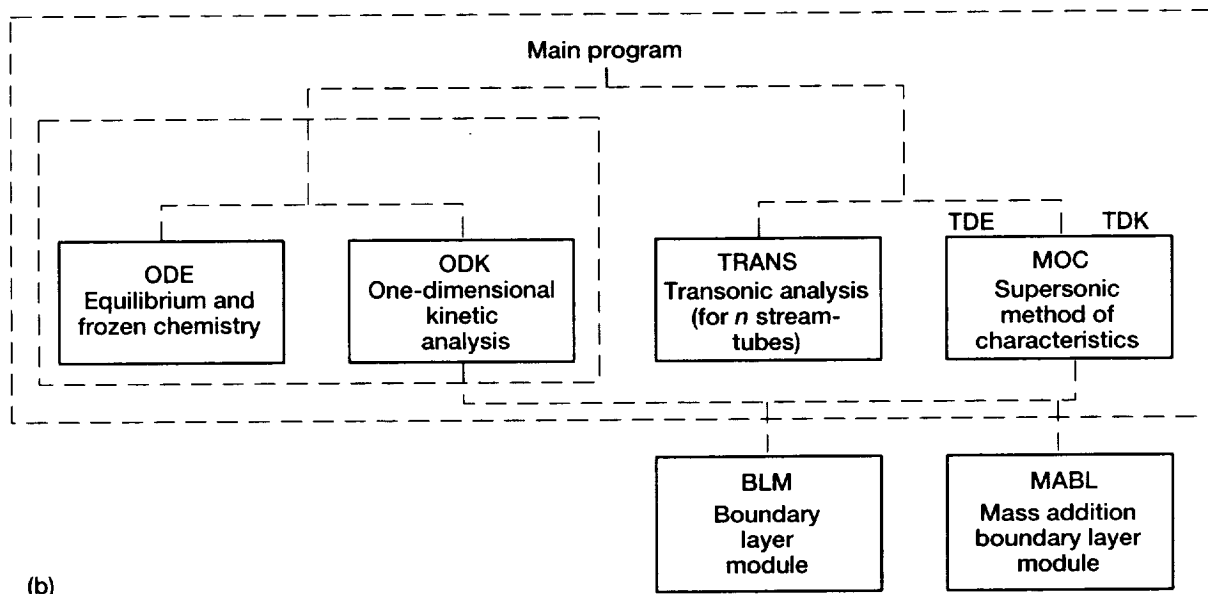 Main program
TDE
TDK
ODE
Equilibrium and
frozen chemistry
ODK
One-dimensional
kinetic
analysis
TRANS
Transonic analysis
(for n stream-
tubes)
MOC
Supersonic
method of
characteristics
BLM
Boundary
layer
module
MABL
Mass addition
boundary layer
module
(b)